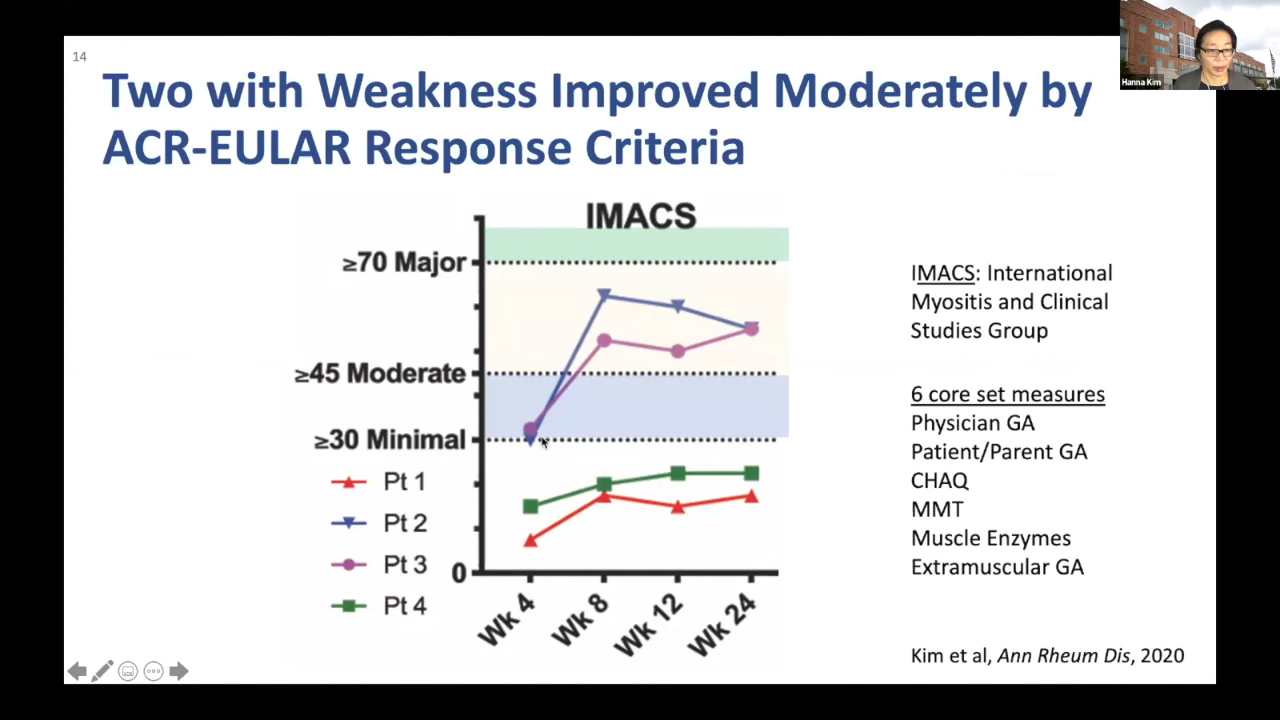 14
Two with Weakness Improved Moderately by
ACR-EULAR Response Criteria
Hanna Kim
IMACS
≥70 Major
≥45 Moderate
≥30 Minimal
0
Pt 1
Pt 2
Pt 3
Pt 4
Wk 4
Wk 8
Wk 12
Wk 24
IMACS: International
Myositis and Clinical
Studies Group
6 core set measures
Physician GA
Patient/Parent GA
CHAQ
MMT
Muscle Enzymes
Extramuscular GA
Kim et al, Ann Rheum Dis, 2020